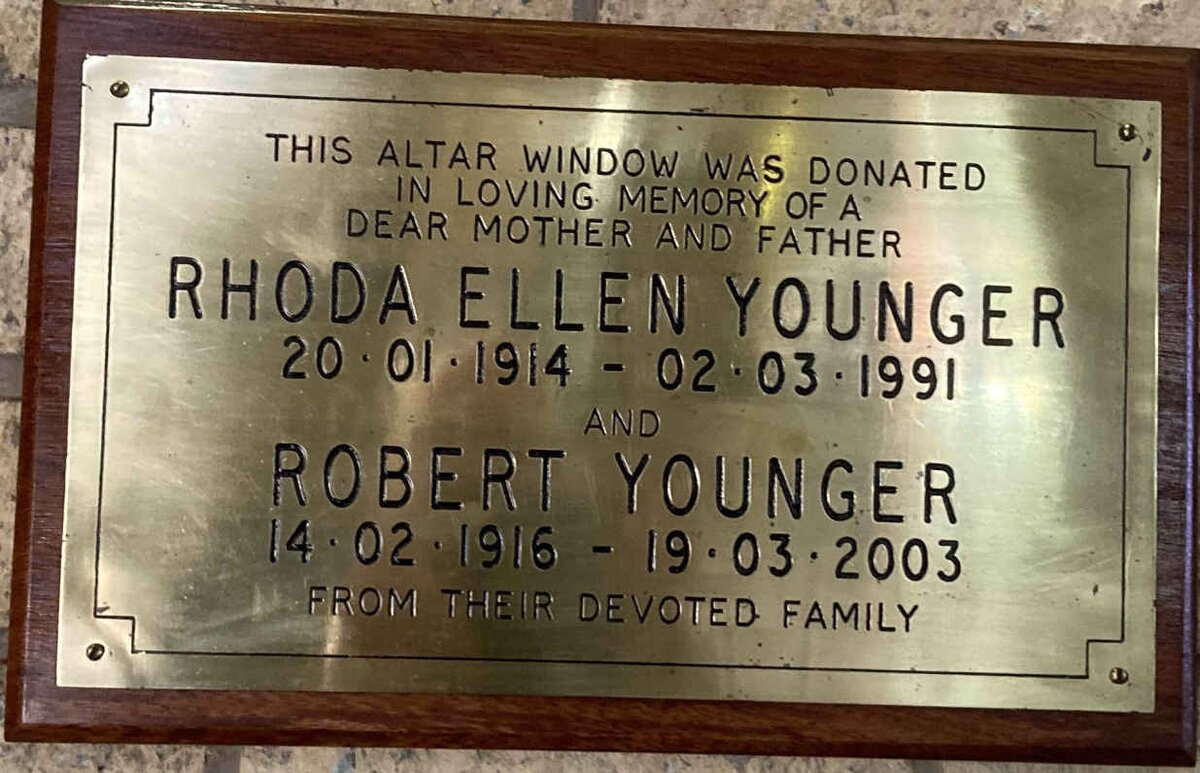 THIS ALTAR WINDOW WAS DONATED
IN LOVING MEMORY OF A
DEAR MOTHER AND FATHER
RHODA ELLEN YOUNGER
20·01·1914 – 02·03·1991
AND
ROBERT YOUNGER
14·02·1916 – 19·03·2003
FROM THEIR DEVOTED FAMILY